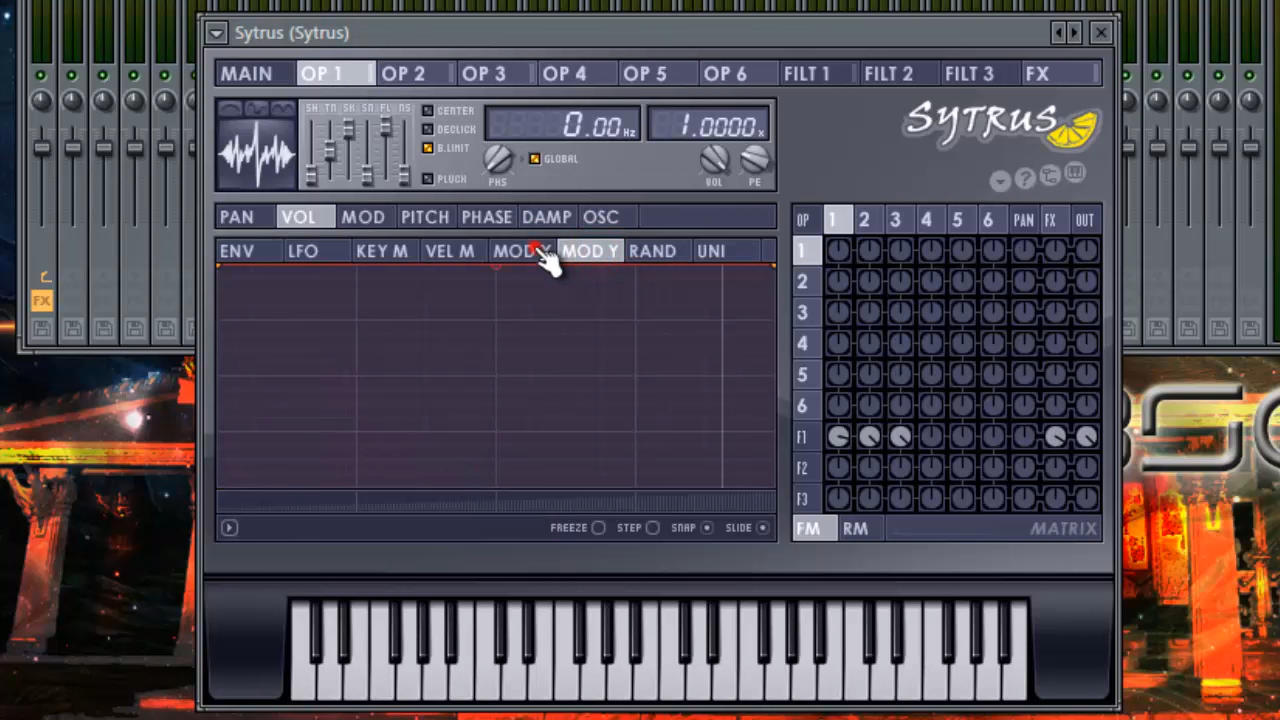 Sytrus (Sytrus)
MAIN OP 1 OP 2 OP 3 OP 4 OP 5 OP 6 FILT 1 FILT 2 FILT 3 FX
SH TN SK SN FL NS
CENTER
DECLICK
B.LIMIT
PLUCK
0.00 Hz
1.0000 x
PHS
GLOBAL
VOL
PE
SYTRUS
PAN VOL MOD PITCH PHASE DAMP OSC
ENV LFO KEY M VEL M MOD X MOD Y RAND UNI
OP 1 2 3 4 5 6 PAN FX OUT
1
2
3
4
5
6
F1
F2
F3
FREEZE STEP SNAP SLIDE
FM RM MATRIX
FX